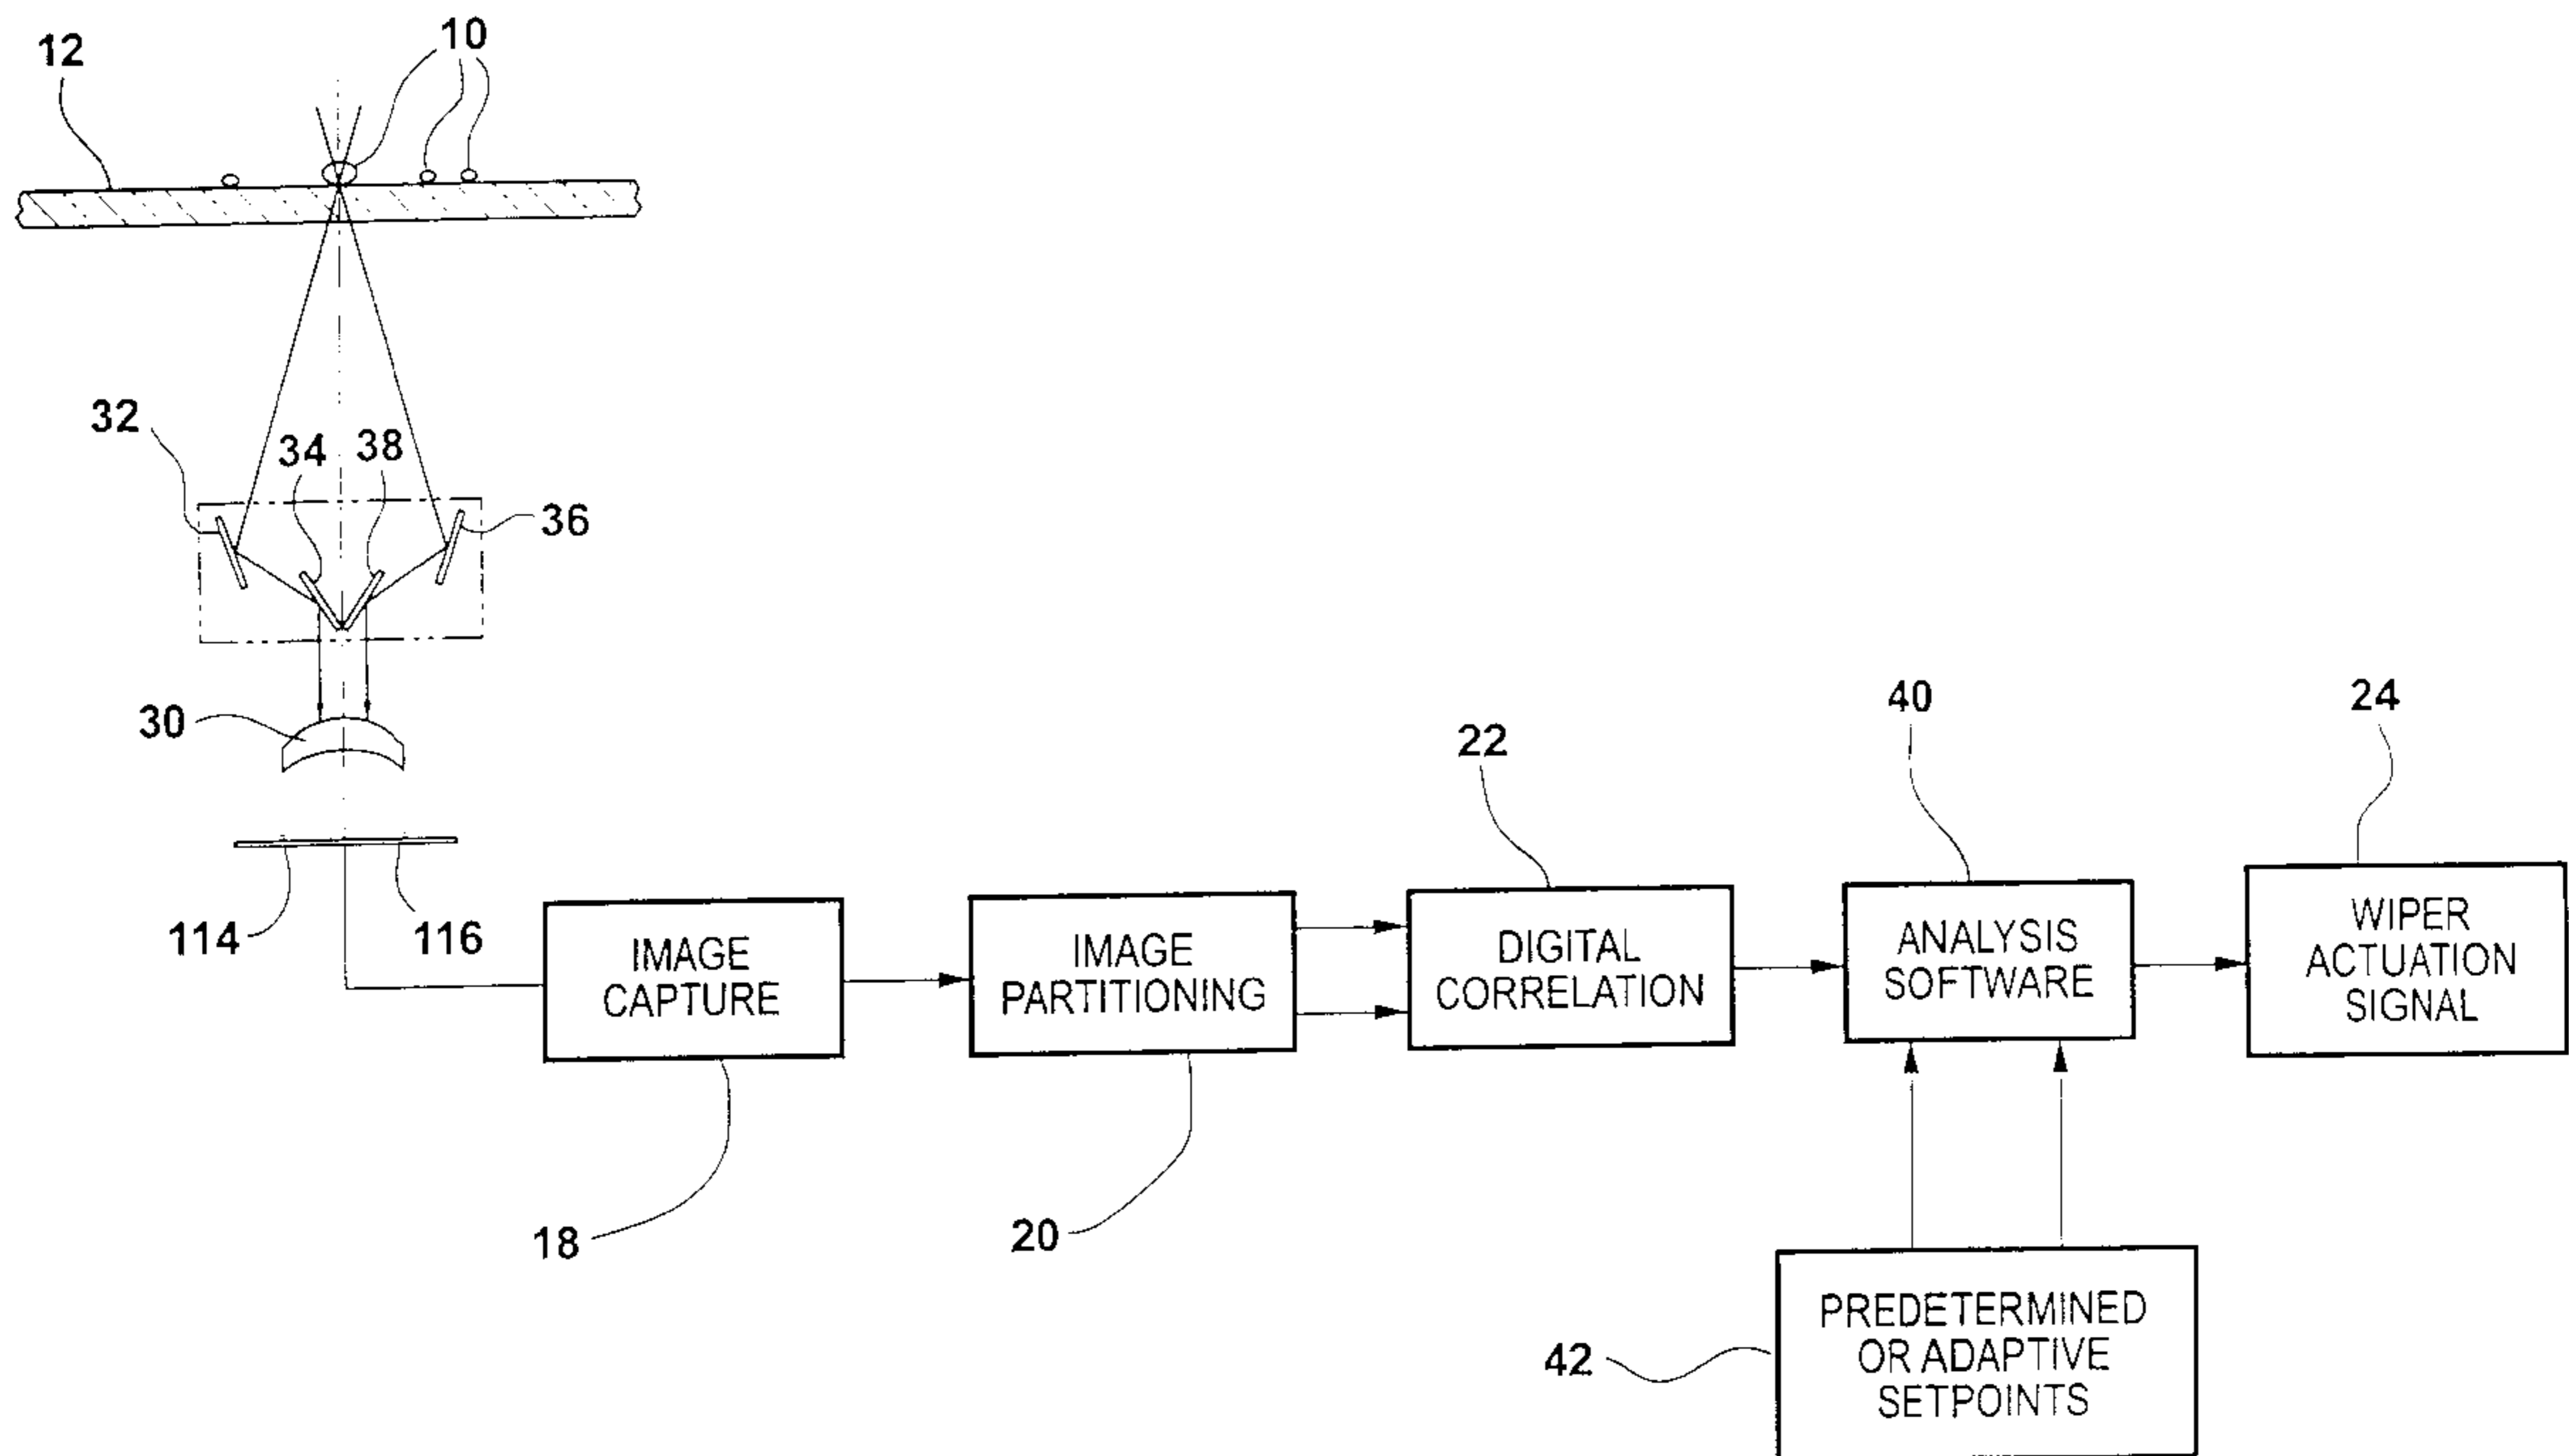 10
12
32
34
38
36
30
114
116
22
40
24
IMAGE
CAPTURE
IMAGE
PARTITIONING
DIGITAL
CORRELATION
ANALYSIS
SOFTWARE
WIPER
ACTUATION
SIGNAL
18
20
42
PREDETERMINED
OR ADAPTIVE
SETPOINTS